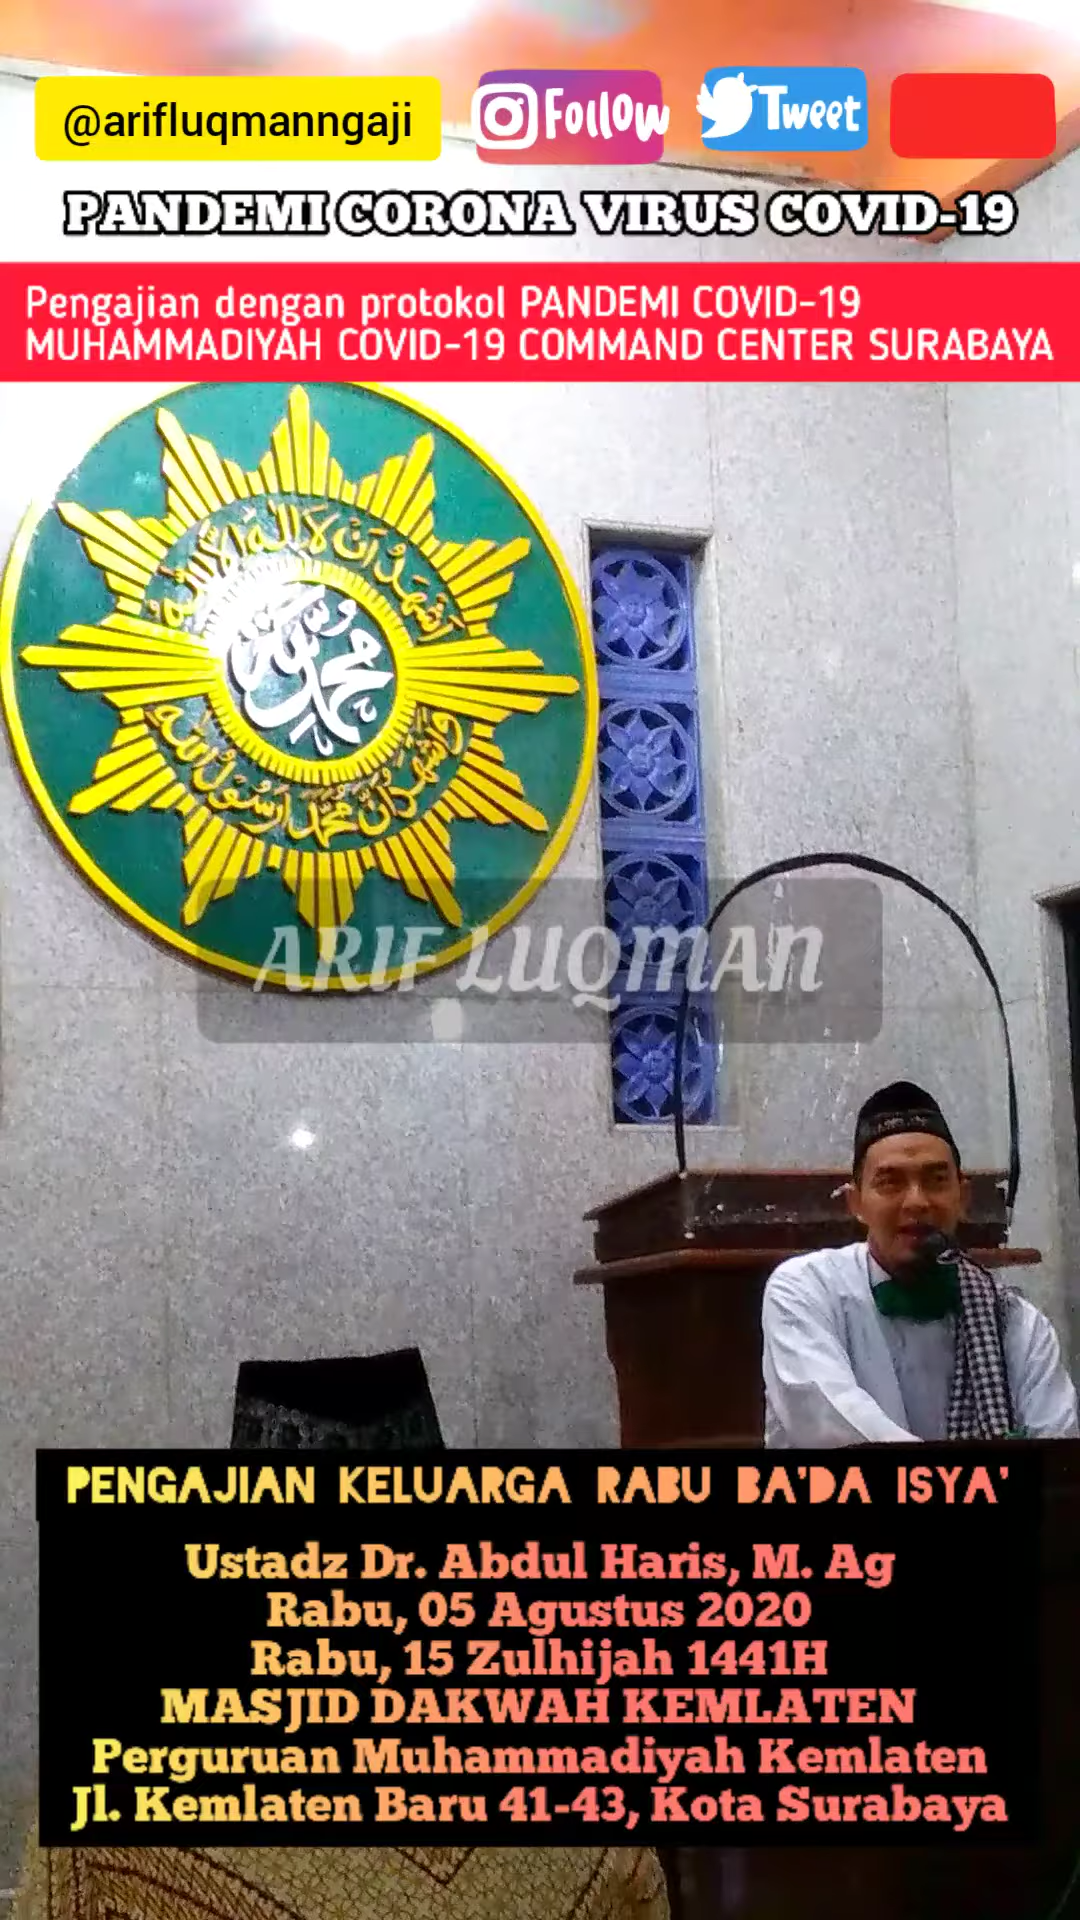 @arifluqmanngaji
Follow
Tweet
PANDEMI CORONA VIRUS COVID-19
Pengajian dengan protokol PANDEMI COVID-19
MUHAMMADIYAH COVID-19 COMMAND CENTER SURABAYA
اَشْهَدُ اَنْ لَا اِلٰهَ اِلَّا اللّٰهُ
مُحَمَّدِيَّة
وَاَشْهَدُ اَنَّ مُحَمَّدًا رَسُوْلُ اللّٰهِ
ARIF LUQMAN
PENGAJIAN KELUARGA RABU BA'DA ISYA'
Ustadz Dr. Abdul Haris, M. Ag
Rabu, 05 Agustus 2020
Rabu, 15 Zulhijah 1441H
MASJID DAKWAH KEMLATEN
Perguruan Muhammadiyah Kemlaten
Jl. Kemlaten Baru 41-43, Kota Surabaya